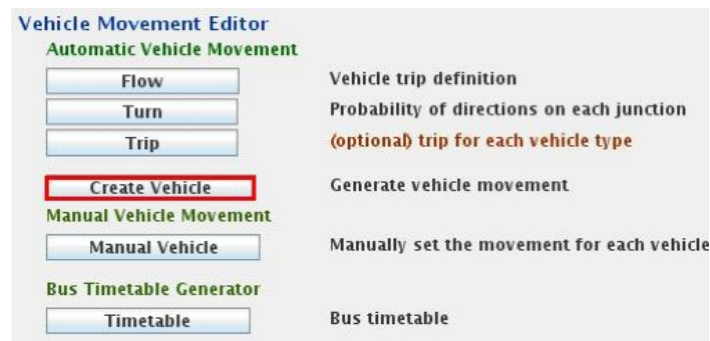 Vehicle Movement Editor
Automatic Vehicle Movement
Flow Vehicle trip definition
Turn Probability of directions on each junction
Trip (optional) trip for each vehicle type
Create Vehicle Generate vehicle movement
Manual Vehicle Movement
Manual Vehicle Manually set the movement for each vehicle
Bus Timetable Generator
Timetable Bus timetable